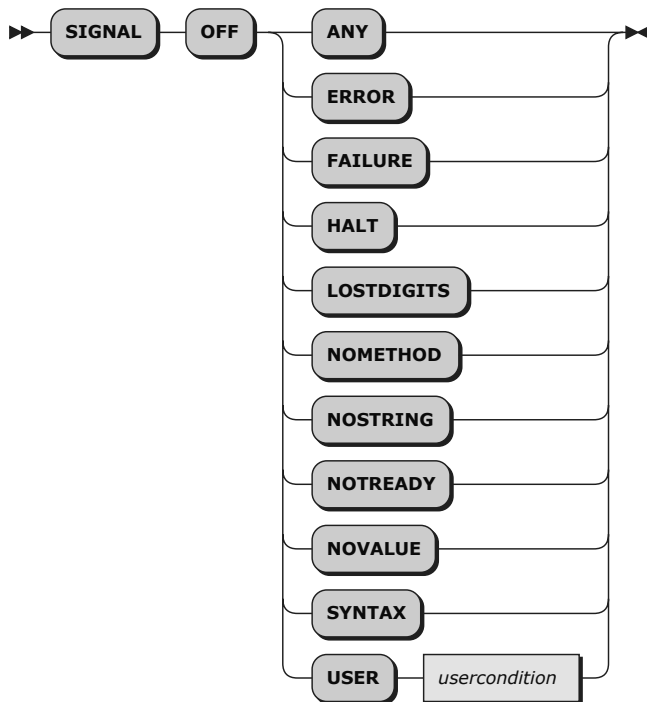 SIGNAL OFF ANY
ERROR
FAILURE
HALT
LOSTDIGITS
NOMETHOD
NOSTRING
NOTREADY
NOVALUE
SYNTAX
USER usercondition